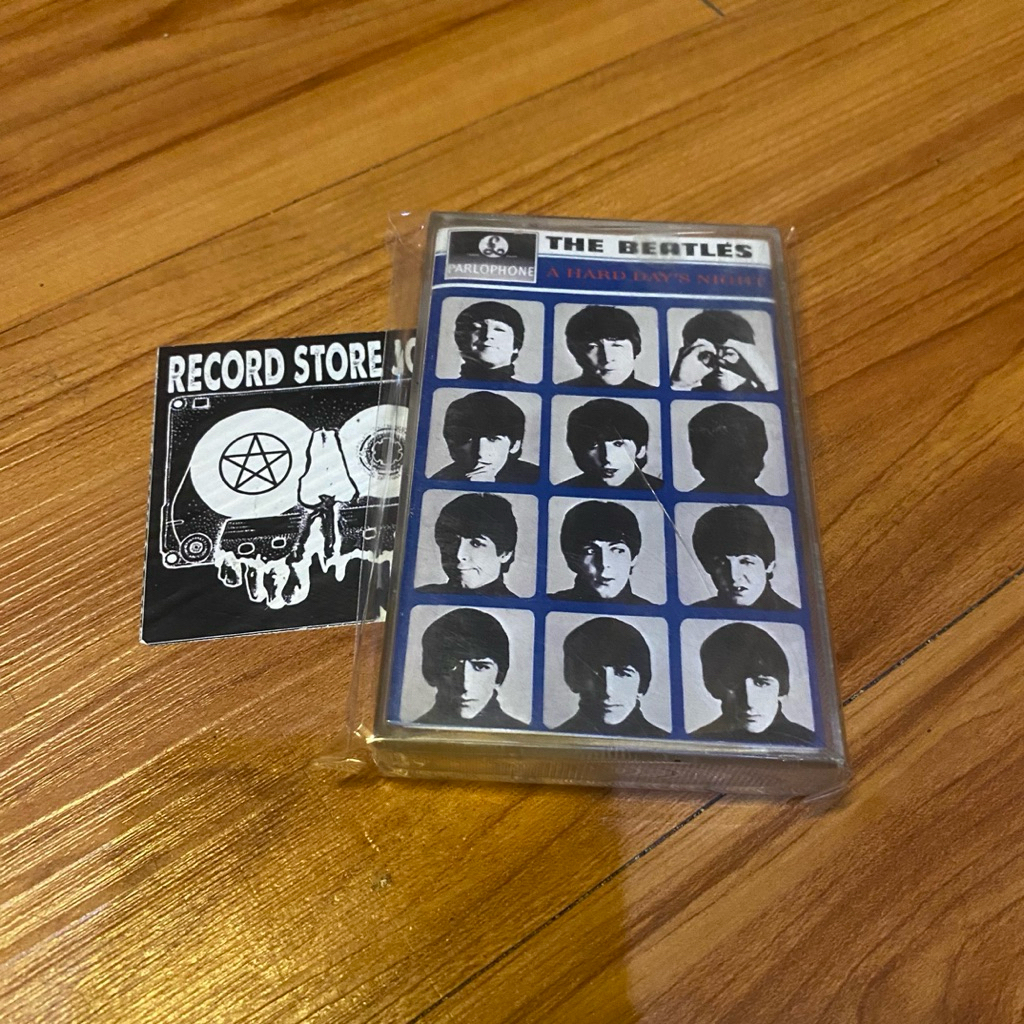 THE BEATLES
PARLOPHONE
A HARD DAY'S NIGHT
RECORD STORE